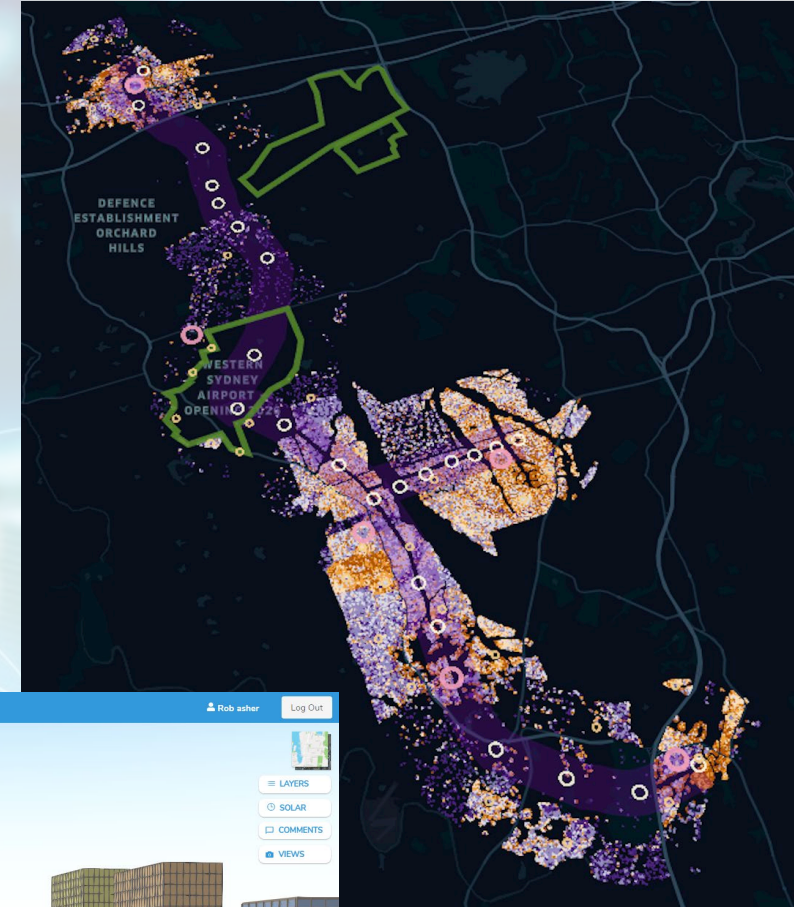 DEFENCE
ESTABLISHMENT
ORCHARD
HILLS
WESTERN
SYDNEY
AIRPORT
Rob asher
Log Out
LAYERS
SOLAR
COMMENTS
VIEWS